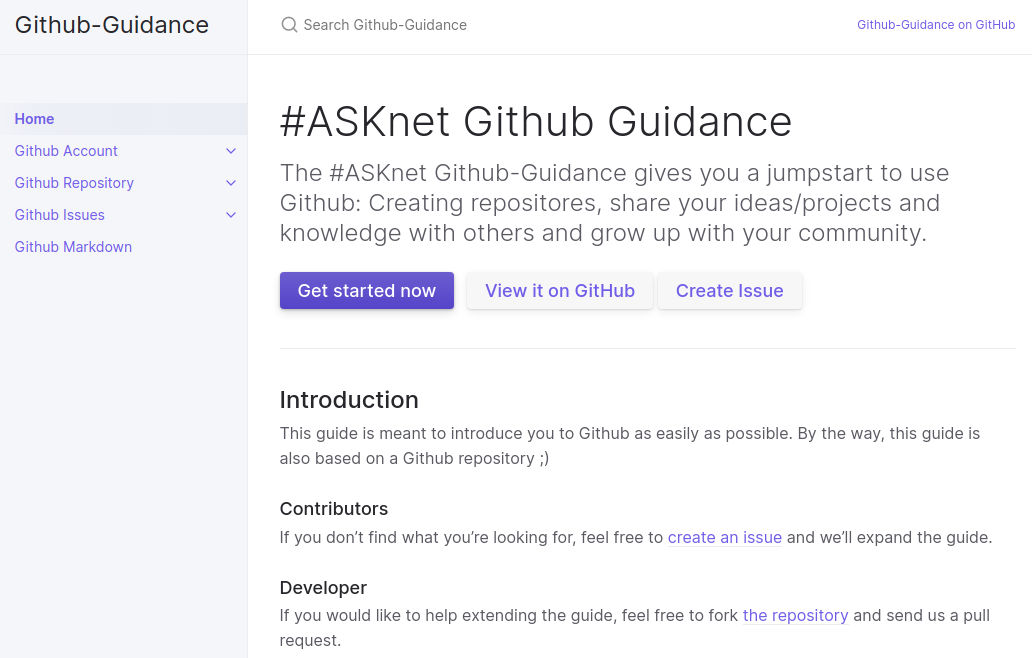 Github-Guidance
Search Github-Guidance
Github-Guidance on GitHub
Home
Github Account
Github Repository
Github Issues
Github Markdown
#ASKnet Github Guidance
The #ASKnet Github-Guidance gives you a jumpstart to use
Github: Creating repositores, share your ideas/projects and
knowledge with others and grow up with your community.
Get started now
View it on GitHub
Create Issue
Introduction
This guide is meant to introduce you to Github as easily as possible. By the way, this guide is
also based on a Github repository ;)
Contributors
If you don’t find what you’re looking for, feel free to create an issue and we’ll expand the guide.
Developer
If you would like to help extending the guide, feel free to fork the repository and send us a pull
request.